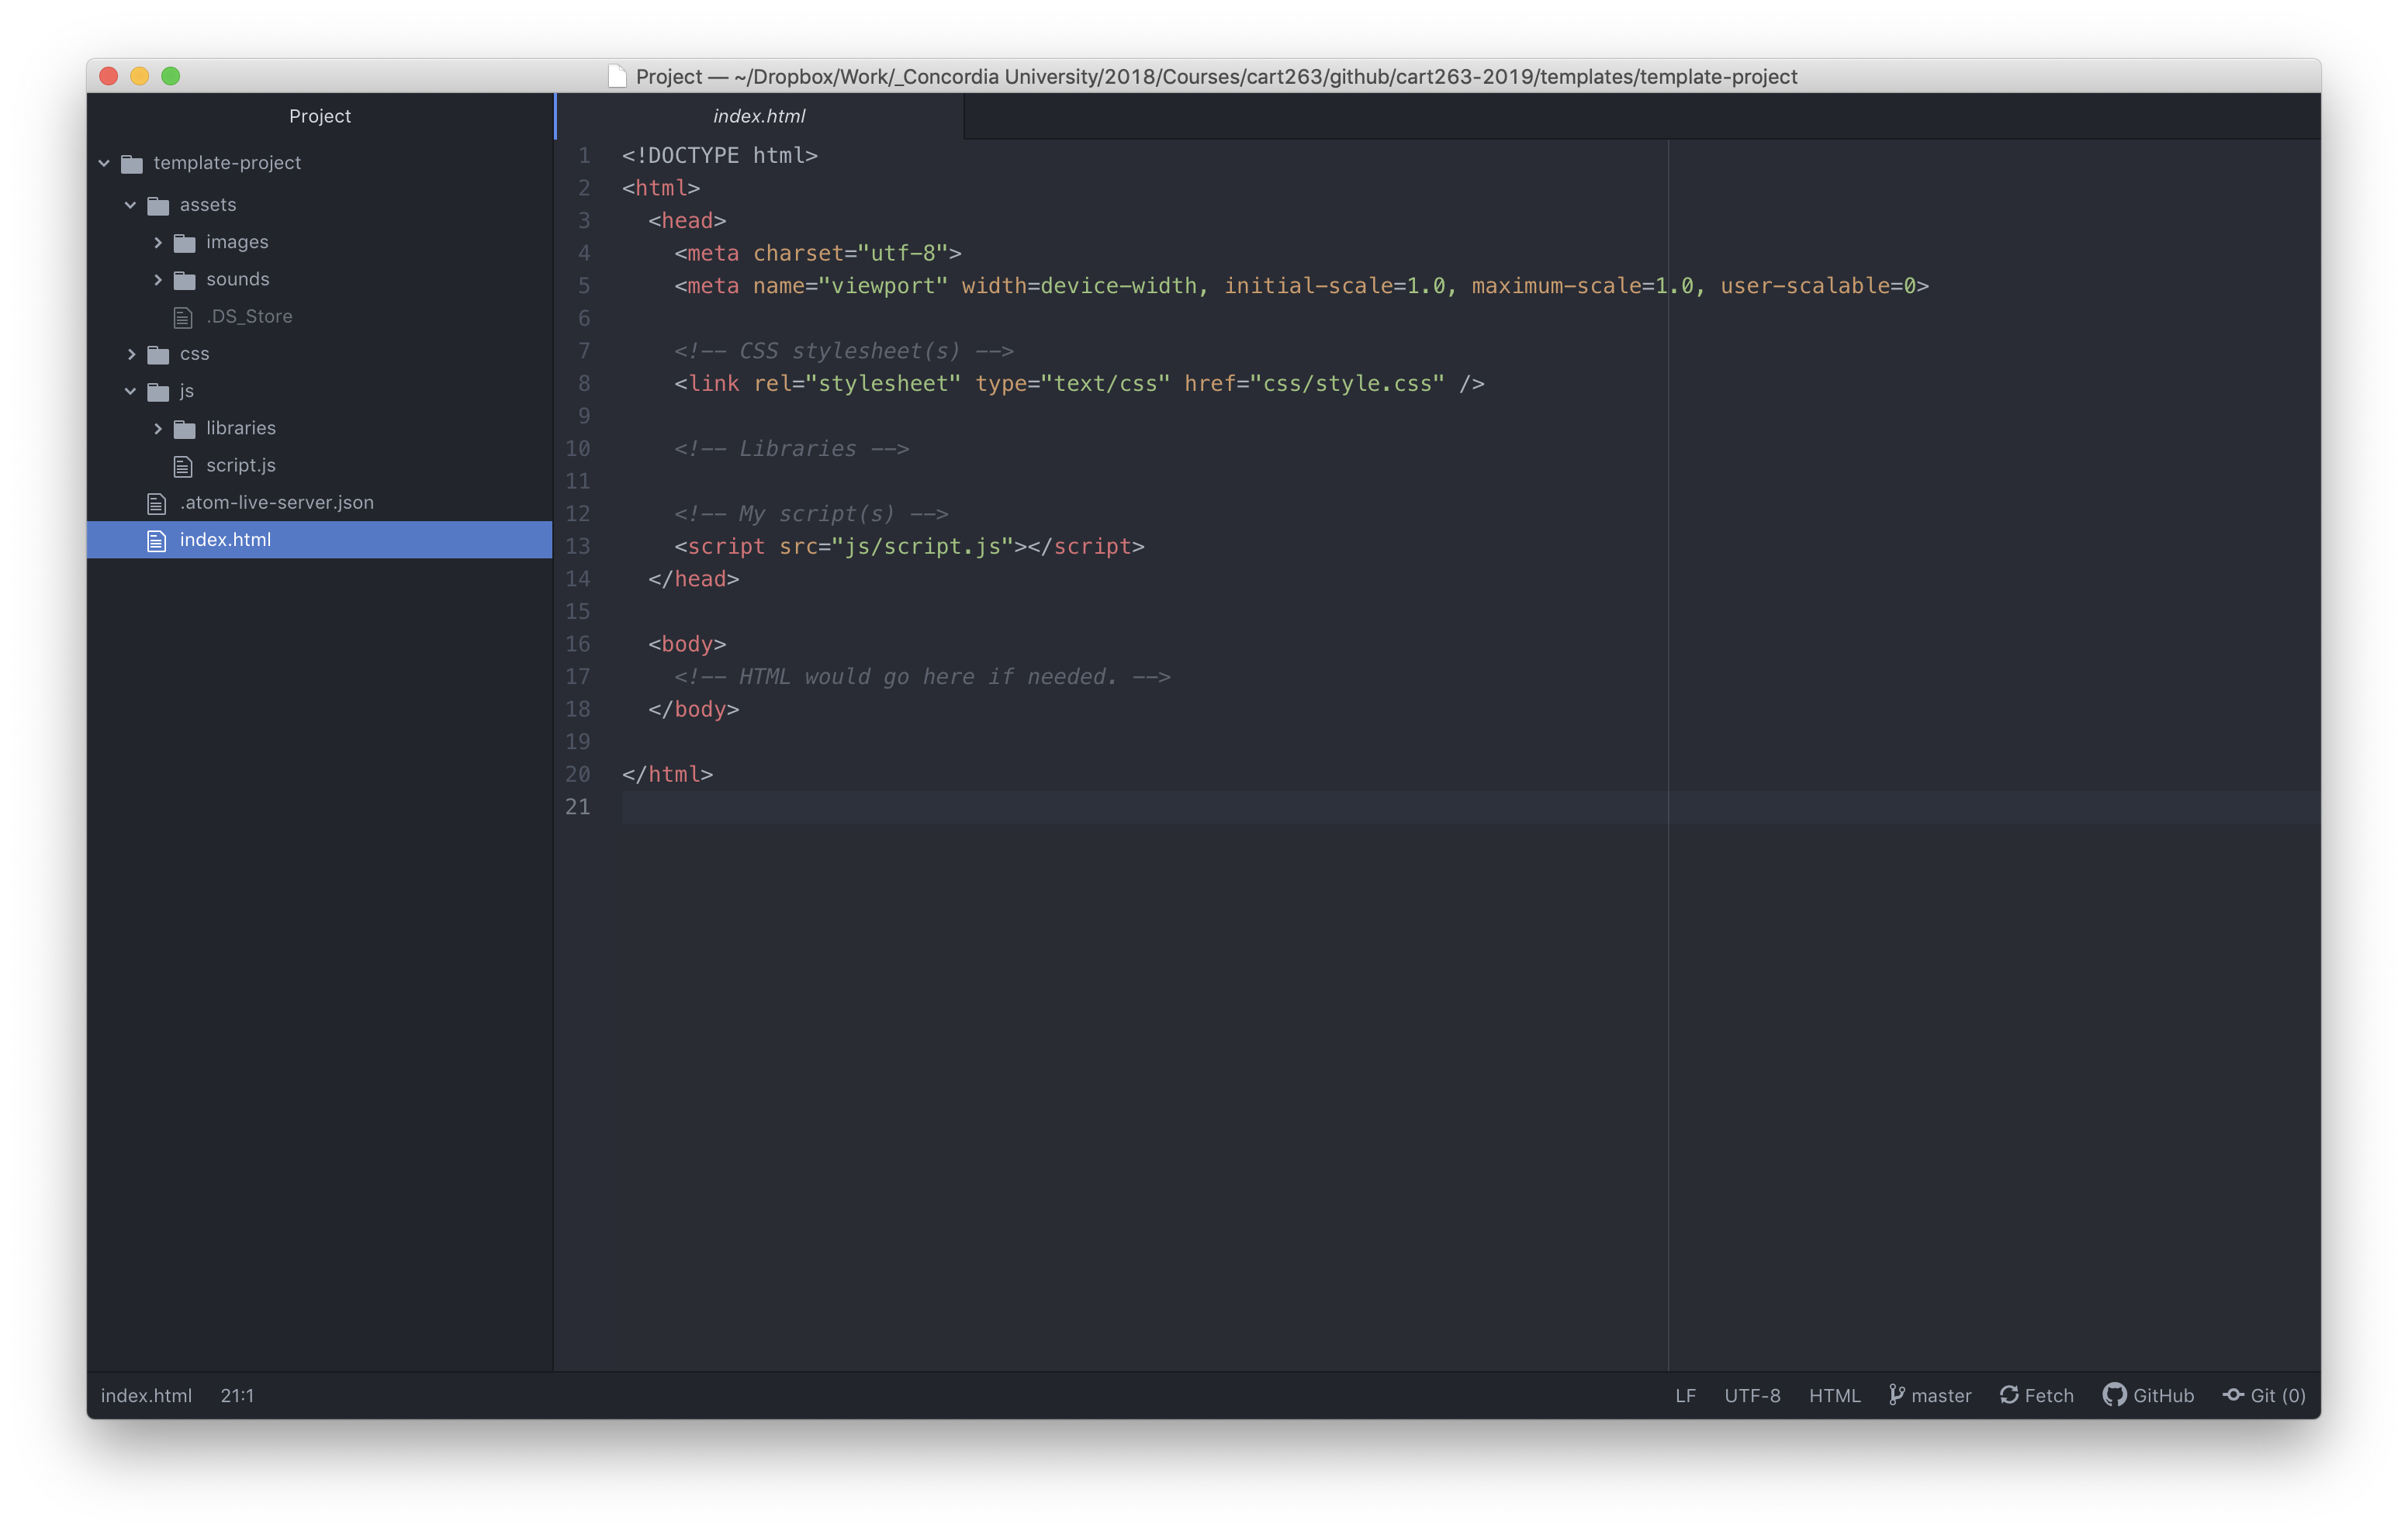 Project — ~/Dropbox/Work/_Concordia University/2018/Courses/cart263/github/cart263-2019/templates/template-project
Project
template-project
assets
images
sounds
.DS_Store
css
js
libraries
script.js
.atom-live-server.json
index.html
index.html
1 <!DOCTYPE html>
2 <html>
3   <head>
4     <meta charset="utf-8">
5     <meta name="viewport" width=device-width, initial-scale=1.0, maximum-scale=1.0, user-scalable=0>
6
7     <!-- CSS stylesheet(s) -->
8     <link rel="stylesheet" type="text/css" href="css/style.css" />
9
10     <!-- Libraries -->
11
12     <!-- My script(s) -->
13     <script src="js/script.js"></script>
14   </head>
15
16   <body>
17     <!-- HTML would go here if needed. -->
18   </body>
19
20 </html>
21
index.html 21:1 LF UTF-8 HTML master Fetch GitHub Git (0)